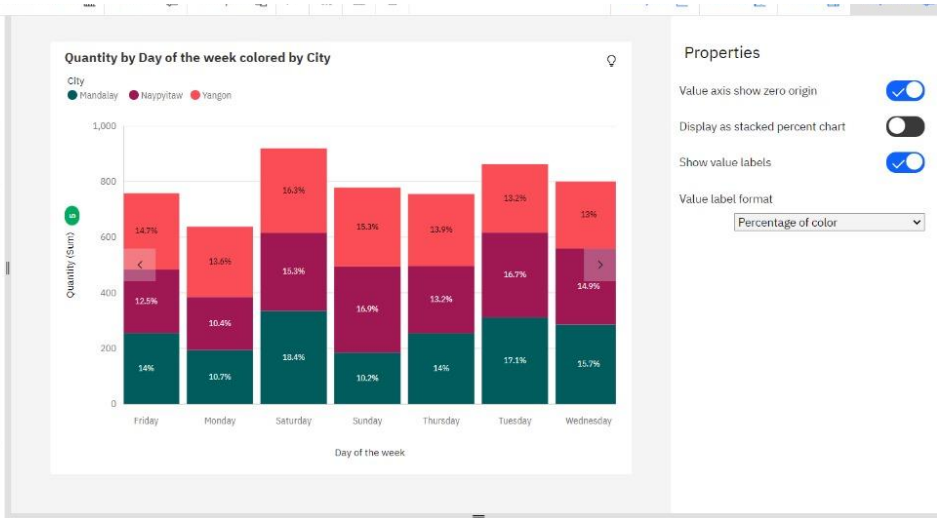 Quantity by Day of the week colored by City
City
Mandalay Naypyitaw Yangon
1,000
800
600
400
200
0
Quantity (Sum)
5
14.7%
12.5%
14%
13.6%
10.4%
10.7%
16.3%
15.3%
18.4%
15.3%
16.9%
10.2%
13.9%
13.2%
14%
13.2%
16.7%
17.1%
13%
14.9%
15.7%
Friday Monday Saturday Sunday Thursday Tuesday Wednesday
Day of the week
Properties
Value axis show zero origin
Display as stacked percent chart
Show value labels
Value label format
Percentage of color